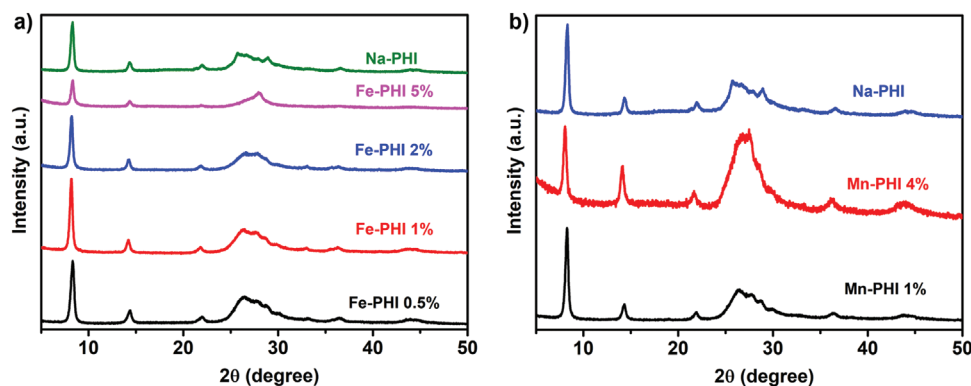 a)
Intensity (a.u.)
Na-PHI
Fe-PHI 5%
Fe-PHI 2%
Fe-PHI 1%
Fe-PHI 0.5%
10 20 30 40 50
2θ (degree)
b)
Intensity (a.u.)
Na-PHI
Mn-PHI 4%
Mn-PHI 1%
10 20 30 40 50
2θ (degree)